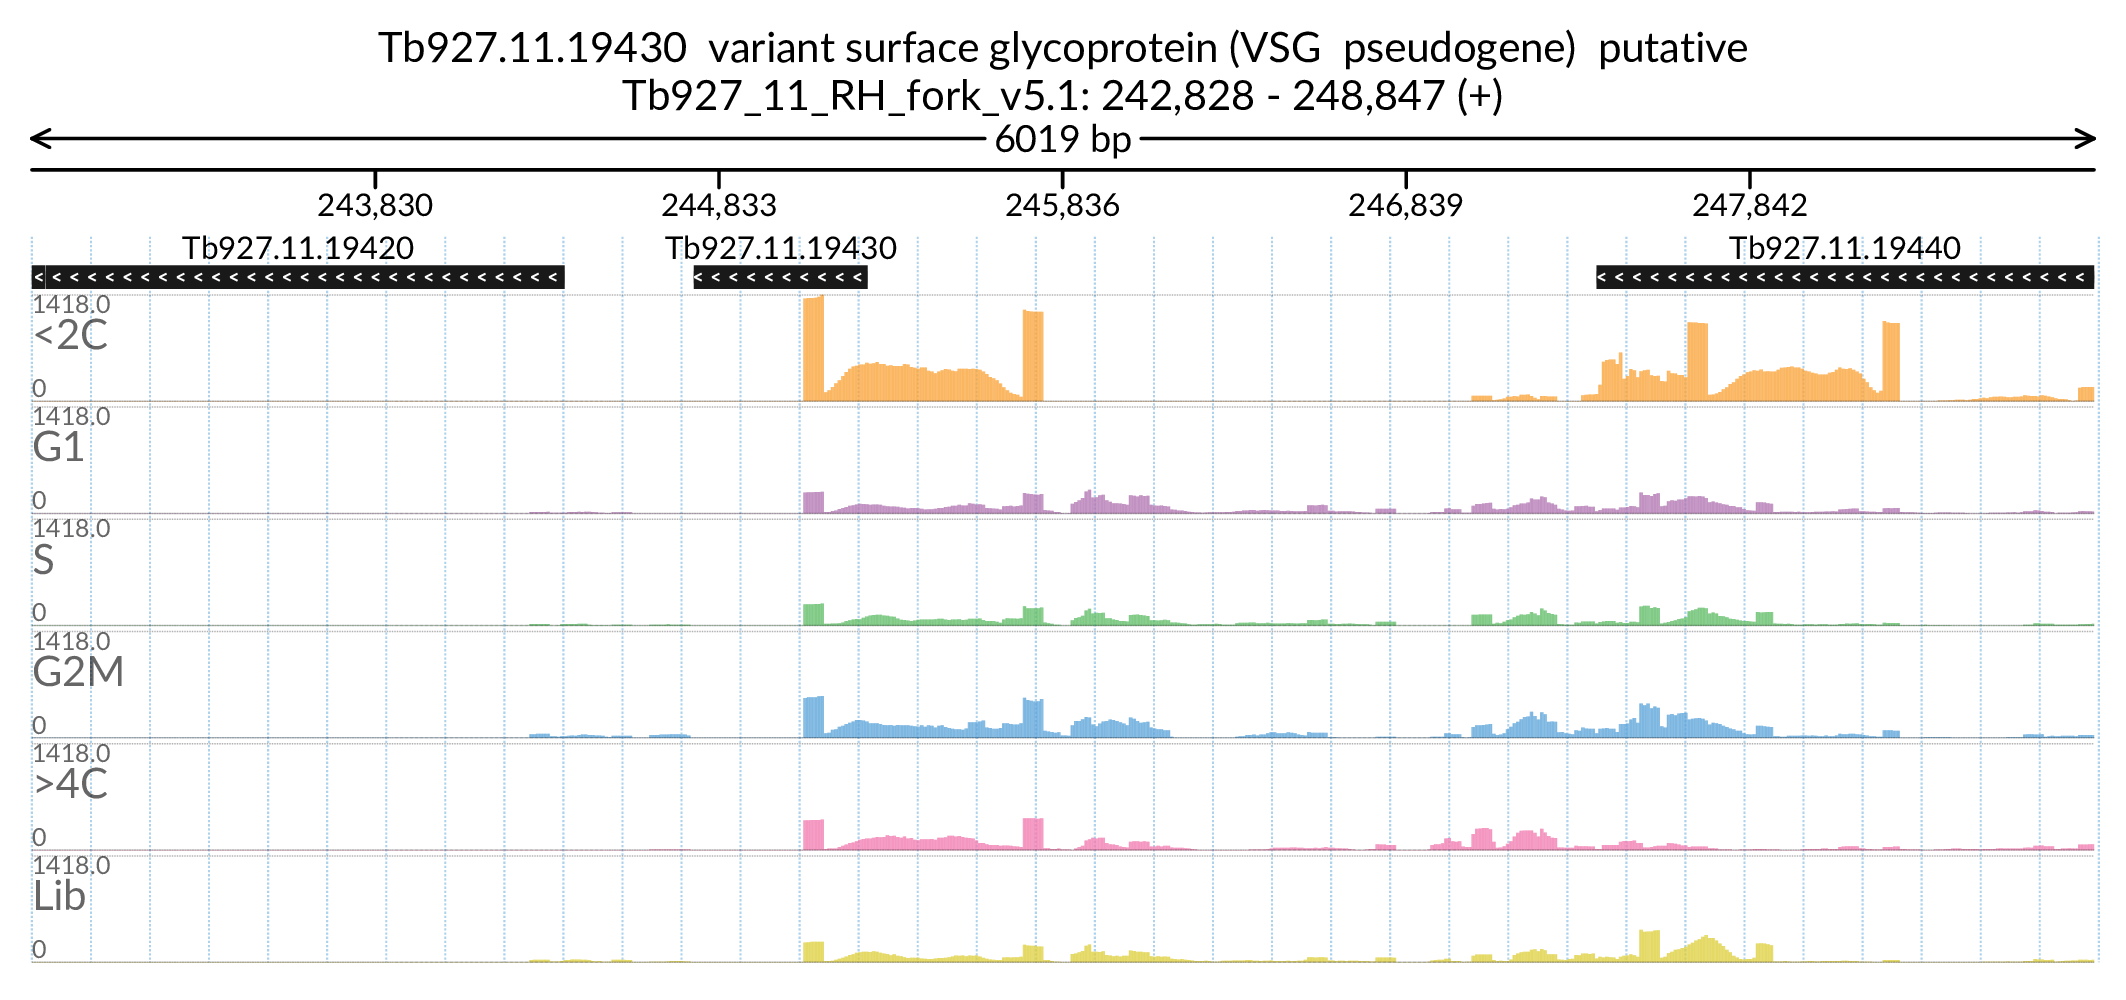 Tb927.11.19430  variant surface glycoprotein (VSG  pseudogene)  putative
Tb927_11_RH_fork_v5.1: 242,828 - 248,847 (+)
6019 bp
243,830 244,833 245,836 246,839 247,842
Tb927.11.19420 Tb927.11.19430 Tb927.11.19440
1418.0
<2C
0
1418.0
G1
0
1418.0
S
0
1418.0
G2M
0
1418.0
>4C
0
1418.0
Lib
0